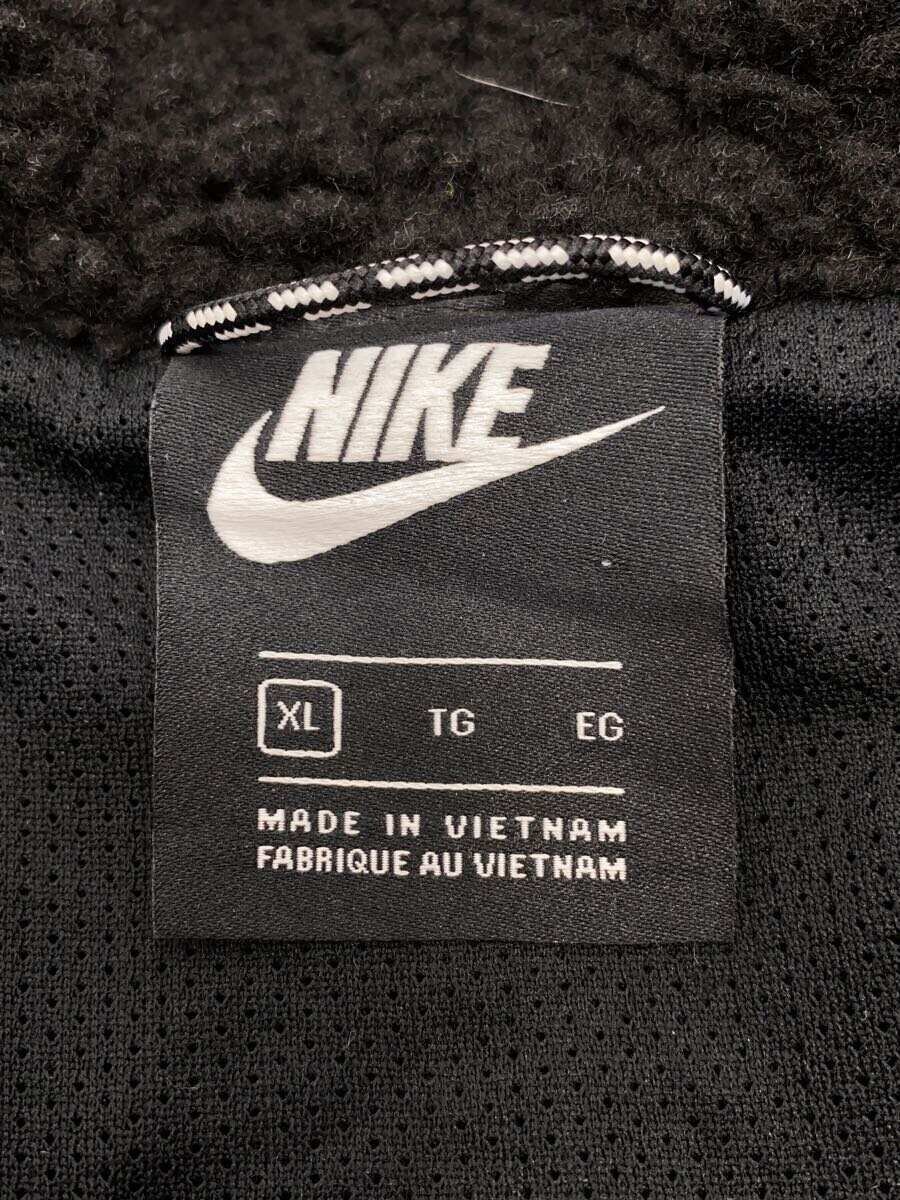 NIKE
XL TG EG
MADE IN VIETNAM
FABRIQUE AU VIETNAM